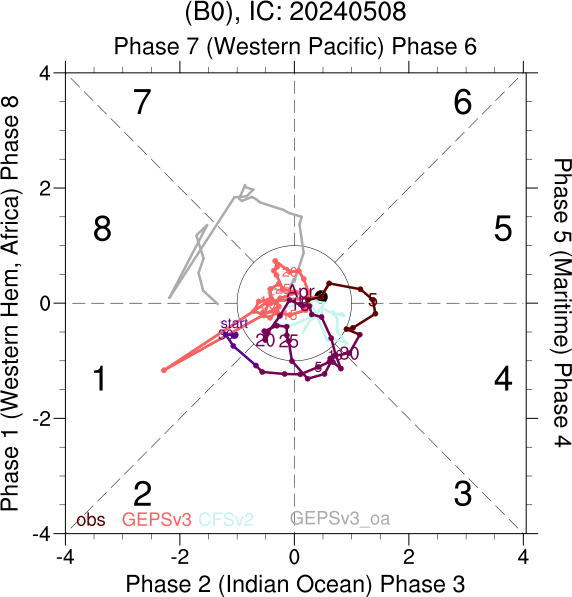 (B0), IC: 20240508
Phase 7 (Western Pacific) Phase 6
Phase 1 (Western Hem, Africa) Phase 8
Phase 5 (Maritime) Phase 4
4
2
0
-2
-4
7
6
8
5
1
4
2
3
Apr
5
start
20
25
30
5
obs
GEPSv3
CFSv2
GEPSv3_oa
-4
-2
0
2
4
Phase 2 (Indian Ocean) Phase 3